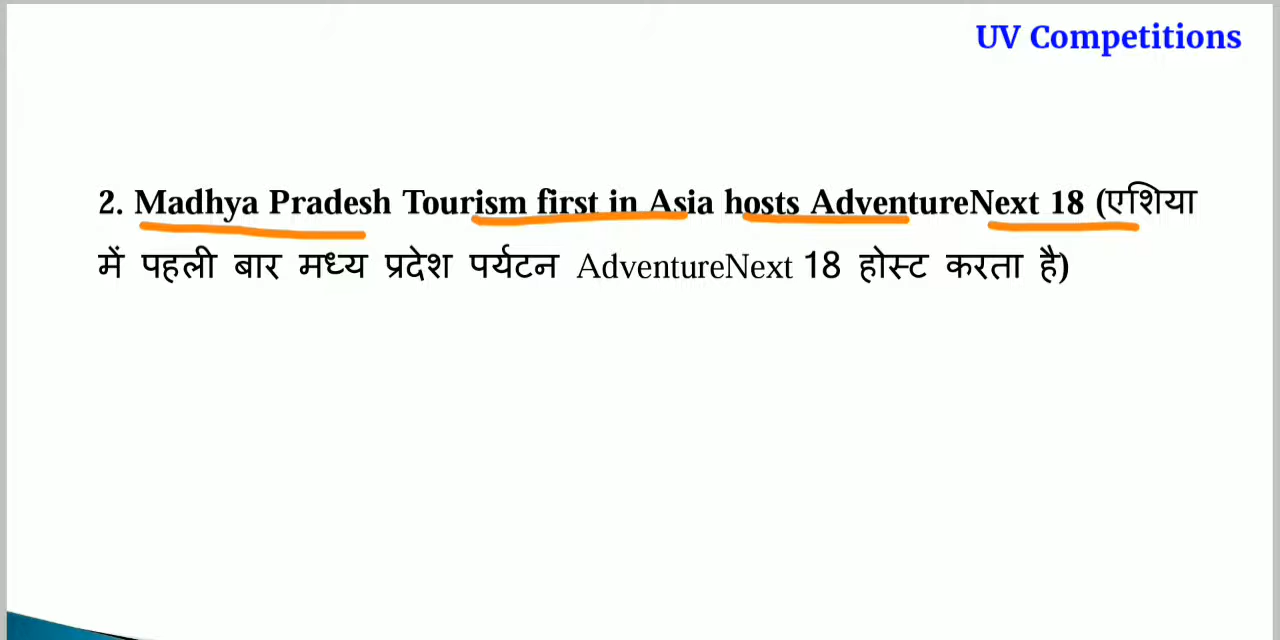 UV Competitions
2. Madhya Pradesh Tourism first in Asia hosts AdventureNext 18 (एशिया
में पहली बार मध्य प्रदेश पर्यटन AdventureNext 18 होस्ट करता है)